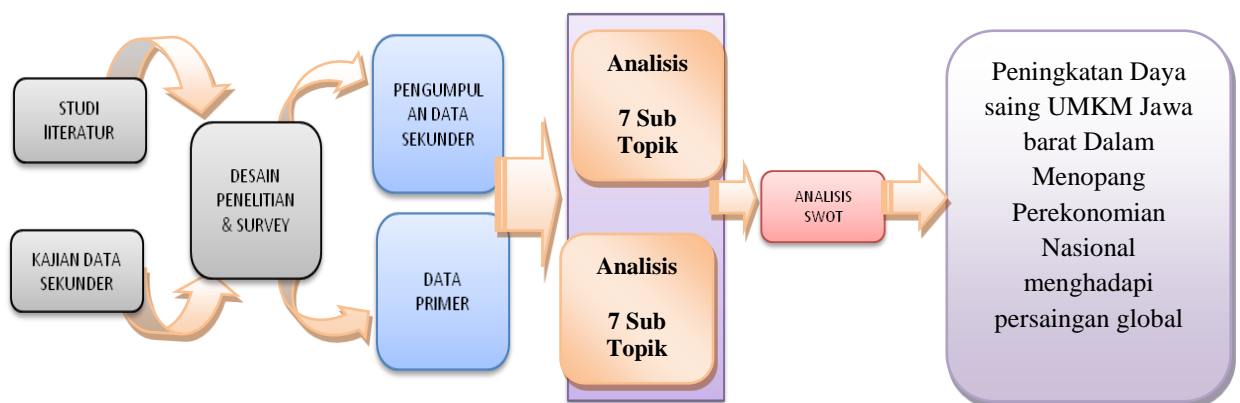 STUDI
lITERATUR
KAJIAN DATA
SEKUNDER
DESAIN
PENELITIAN
& SURVEY
PENGUMPUL
AN DATA
SEKUNDER
DATA
PRIMER
Analisis
7 Sub
Topik
Analisis
7 Sub
Topik
ANALISIS
SWOT
Peningkatan Daya
saing UMKM Jawa
barat Dalam
Menopang
Perekonomian
Nasional
menghadapi
persaingan global